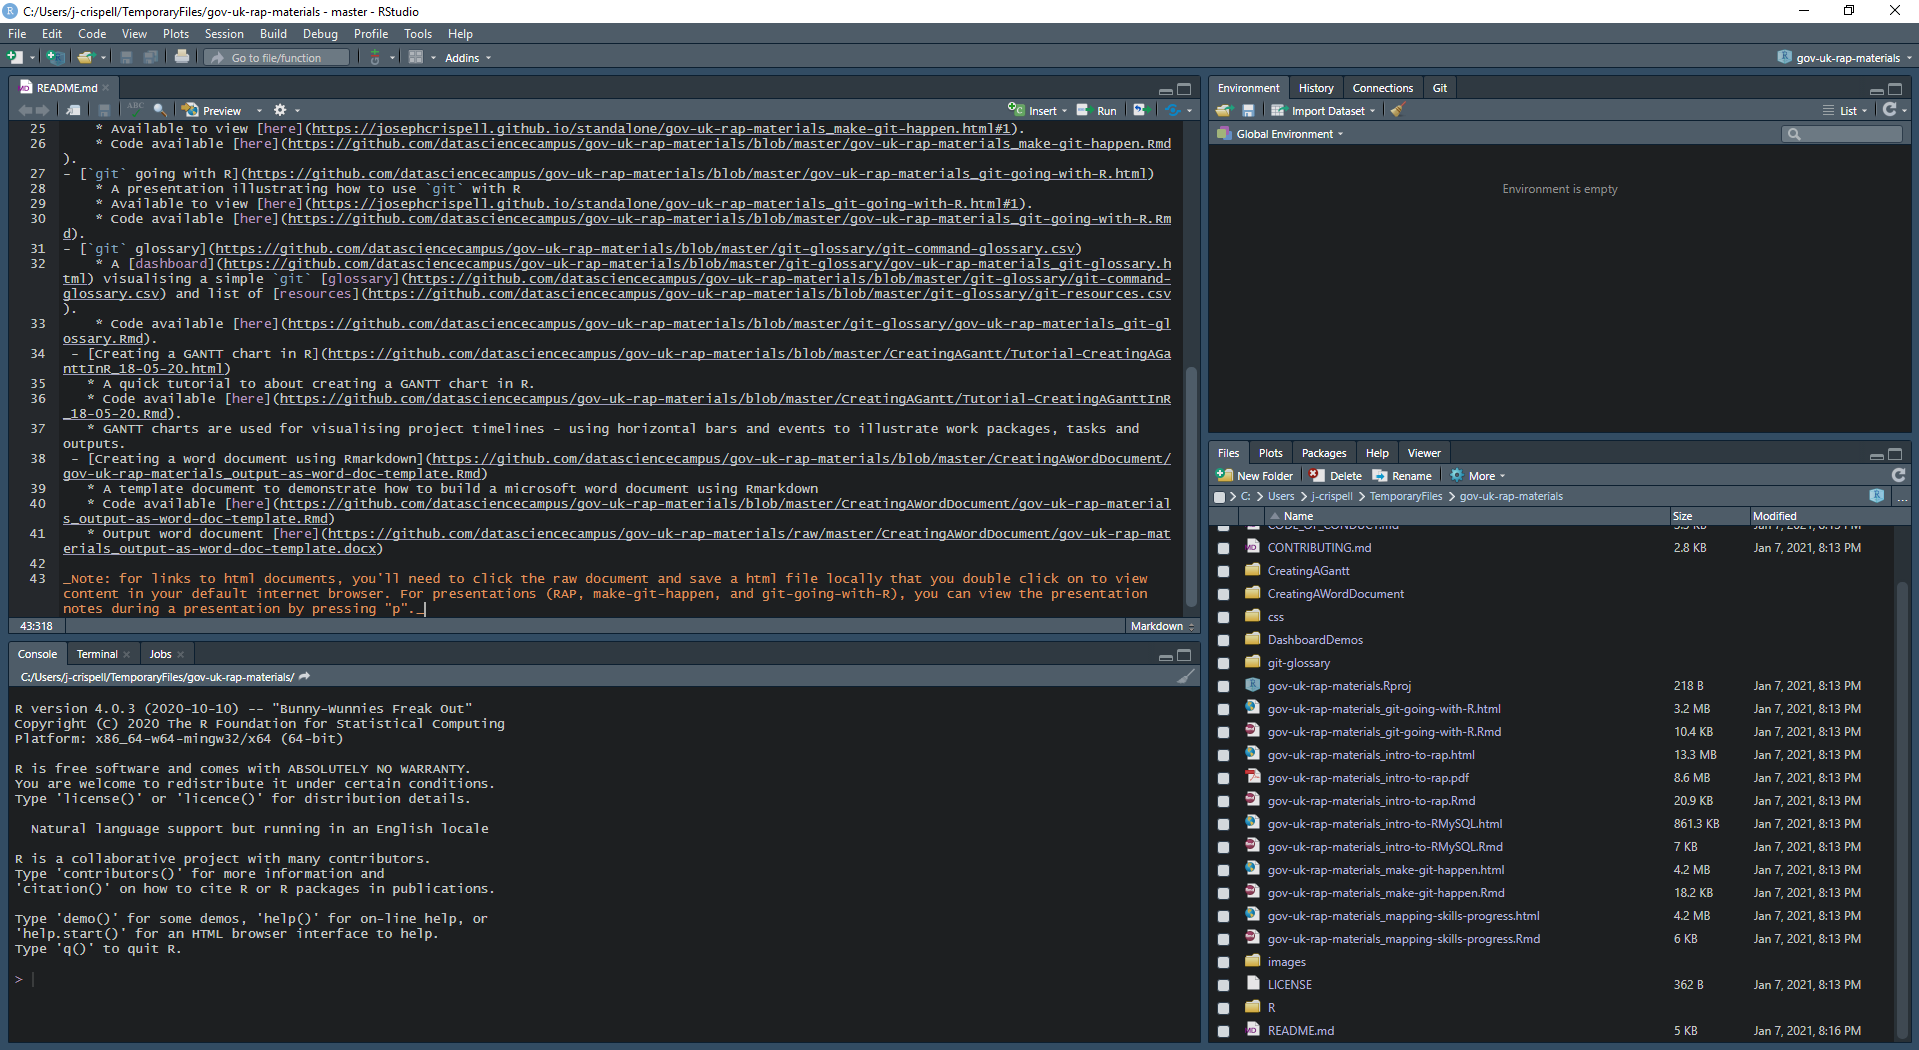 C:/Users/j-crispell/TemporaryFiles/gov-uk-rap-materials - master - RStudio
File Edit Code View Plots Session Build Debug Profile Tools Help
Go to file/function Addins gov-uk-rap-materials
README.md
ABC Preview Insert Run
25 * Available to view [here](https://josephcrispell.github.io/standalone/gov-uk-rap-materials_make-git-happen.html#1).
26 * Code available [here](https://github.com/datasciencecampus/gov-uk-rap-materials/blob/master/gov-uk-rap-materials_make-git-happen.Rmd
).
27 - [`git` going with R](https://github.com/datasciencecampus/gov-uk-rap-materials/blob/master/gov-uk-rap-materials_git-going-with-R.html)
28 * A presentation illustrating how to use `git` with R
29 * Available to view [here](https://josephcrispell.github.io/standalone/gov-uk-rap-materials_git-going-with-R.html#1).
30 * Code available [here](https://github.com/datasciencecampus/gov-uk-rap-materials/blob/master/gov-uk-rap-materials_git-going-with-R.Rm
d).
31 - [`git` glossary](https://github.com/datasciencecampus/gov-uk-rap-materials/blob/master/git-glossary/git-command-glossary.csv)
32 * A [dashboard](https://github.com/datasciencecampus/gov-uk-rap-materials/blob/master/git-glossary/gov-uk-rap-materials_git-glossary.h
tml) visualising a simple `git` [glossary](https://github.com/datasciencecampus/gov-uk-rap-materials/blob/master/git-glossary/git-command-
glossary.csv) and list of [resources](https://github.com/datasciencecampus/gov-uk-rap-materials/blob/master/git-glossary/git-resources.csv
).
33 * Code available [here](https://github.com/datasciencecampus/gov-uk-rap-materials/blob/master/git-glossary/gov-uk-rap-materials_git-gl
ossary.Rmd).
34 - [Creating a GANTT chart in R](https://github.com/datasciencecampus/gov-uk-rap-materials/blob/master/CreatingAGantt/Tutorial-CreatingAGa
nttInR_18-05-20.html)
35 * A quick tutorial to about creating a GANTT chart in R.
36 * Code available [here](https://github.com/datasciencecampus/gov-uk-rap-materials/blob/master/CreatingAGantt/Tutorial-CreatingAGanttInR
_18-05-20.Rmd).
37 * GANTT charts are used for visualising project timelines - using horizontal bars and events to illustrate work packages, tasks and
outputs.
38 - [Creating a word document using Rmarkdown](https://github.com/datasciencecampus/gov-uk-rap-materials/blob/master/CreatingAWordDocument/
gov-uk-rap-materials_output-as-word-doc-template.Rmd)
39 * A template document to demonstrate how to build a microsoft word document using Rmarkdown
40 * Code available [here](https://github.com/datasciencecampus/gov-uk-rap-materials/blob/master/CreatingAWordDocument/gov-uk-rap-material
s_output-as-word-doc-template.Rmd)
41 * Output word document [here](https://github.com/datasciencecampus/gov-uk-rap-materials/raw/master/CreatingAWordDocument/gov-uk-rap-mat
erials_output-as-word-doc-template.docx)
42
43 _Note: for links to html documents, you'll need to click the raw document and save a html file locally that you double click on to view
content in your default internet browser. For presentations (RAP, make-git-happen, and git-going-with-R), you can view the presentation
notes during a presentation by pressing "p"._
43:318 Markdown
Console Terminal Jobs
C:/Users/j-crispell/TemporaryFiles/gov-uk-rap-materials/
R version 4.0.3 (2020-10-10) -- "Bunny-Wunnies Freak Out"
Copyright (C) 2020 The R Foundation for Statistical Computing
Platform: x86_64-w64-mingw32/x64 (64-bit)
R is free software and comes with ABSOLUTELY NO WARRANTY.
You are welcome to redistribute it under certain conditions.
Type 'license()' or 'licence()' for distribution details.
Natural language support but running in an English locale
R is a collaborative project with many contributors.
Type 'contributors()' for more information and
'citation()' on how to cite R or R packages in publications.
Type 'demo()' for some demos, 'help()' for on-line help, or
'help.start()' for an HTML browser interface to help.
Type 'q()' to quit R.
>
Environment History Connections Git
Import Dataset List
Global Environment
Environment is empty
Files Plots Packages Help Viewer
New Folder Delete Rename More
C: > Users > j-crispell > TemporaryFiles > gov-uk-rap-materials ...
Name Size Modified
CODE_OF_CONDUCT.md 3.3 KB Jan 7, 2021, 8:13 PM
CONTRIBUTING.md 2.8 KB Jan 7, 2021, 8:13 PM
CreatingAGantt
CreatingAWordDocument
css
DashboardDemos
git-glossary
gov-uk-rap-materials.Rproj 218 B Jan 7, 2021, 8:13 PM
gov-uk-rap-materials_git-going-with-R.html 3.2 MB Jan 7, 2021, 8:13 PM
gov-uk-rap-materials_git-going-with-R.Rmd 10.4 KB Jan 7, 2021, 8:13 PM
gov-uk-rap-materials_intro-to-rap.html 13.3 MB Jan 7, 2021, 8:13 PM
gov-uk-rap-materials_intro-to-rap.pdf 8.6 MB Jan 7, 2021, 8:13 PM
gov-uk-rap-materials_intro-to-rap.Rmd 20.9 KB Jan 7, 2021, 8:13 PM
gov-uk-rap-materials_intro-to-RMySQL.html 861.3 KB Jan 7, 2021, 8:13 PM
gov-uk-rap-materials_intro-to-RMySQL.Rmd 7 KB Jan 7, 2021, 8:13 PM
gov-uk-rap-materials_make-git-happen.html 4.2 MB Jan 7, 2021, 8:13 PM
gov-uk-rap-materials_make-git-happen.Rmd 18.2 KB Jan 7, 2021, 8:13 PM
gov-uk-rap-materials_mapping-skills-progress.html 4.2 MB Jan 7, 2021, 8:13 PM
gov-uk-rap-materials_mapping-skills-progress.Rmd 6 KB Jan 7, 2021, 8:13 PM
images
LICENSE 362 B Jan 7, 2021, 8:13 PM
R
README.md 5 KB Jan 7, 2021, 8:16 PM